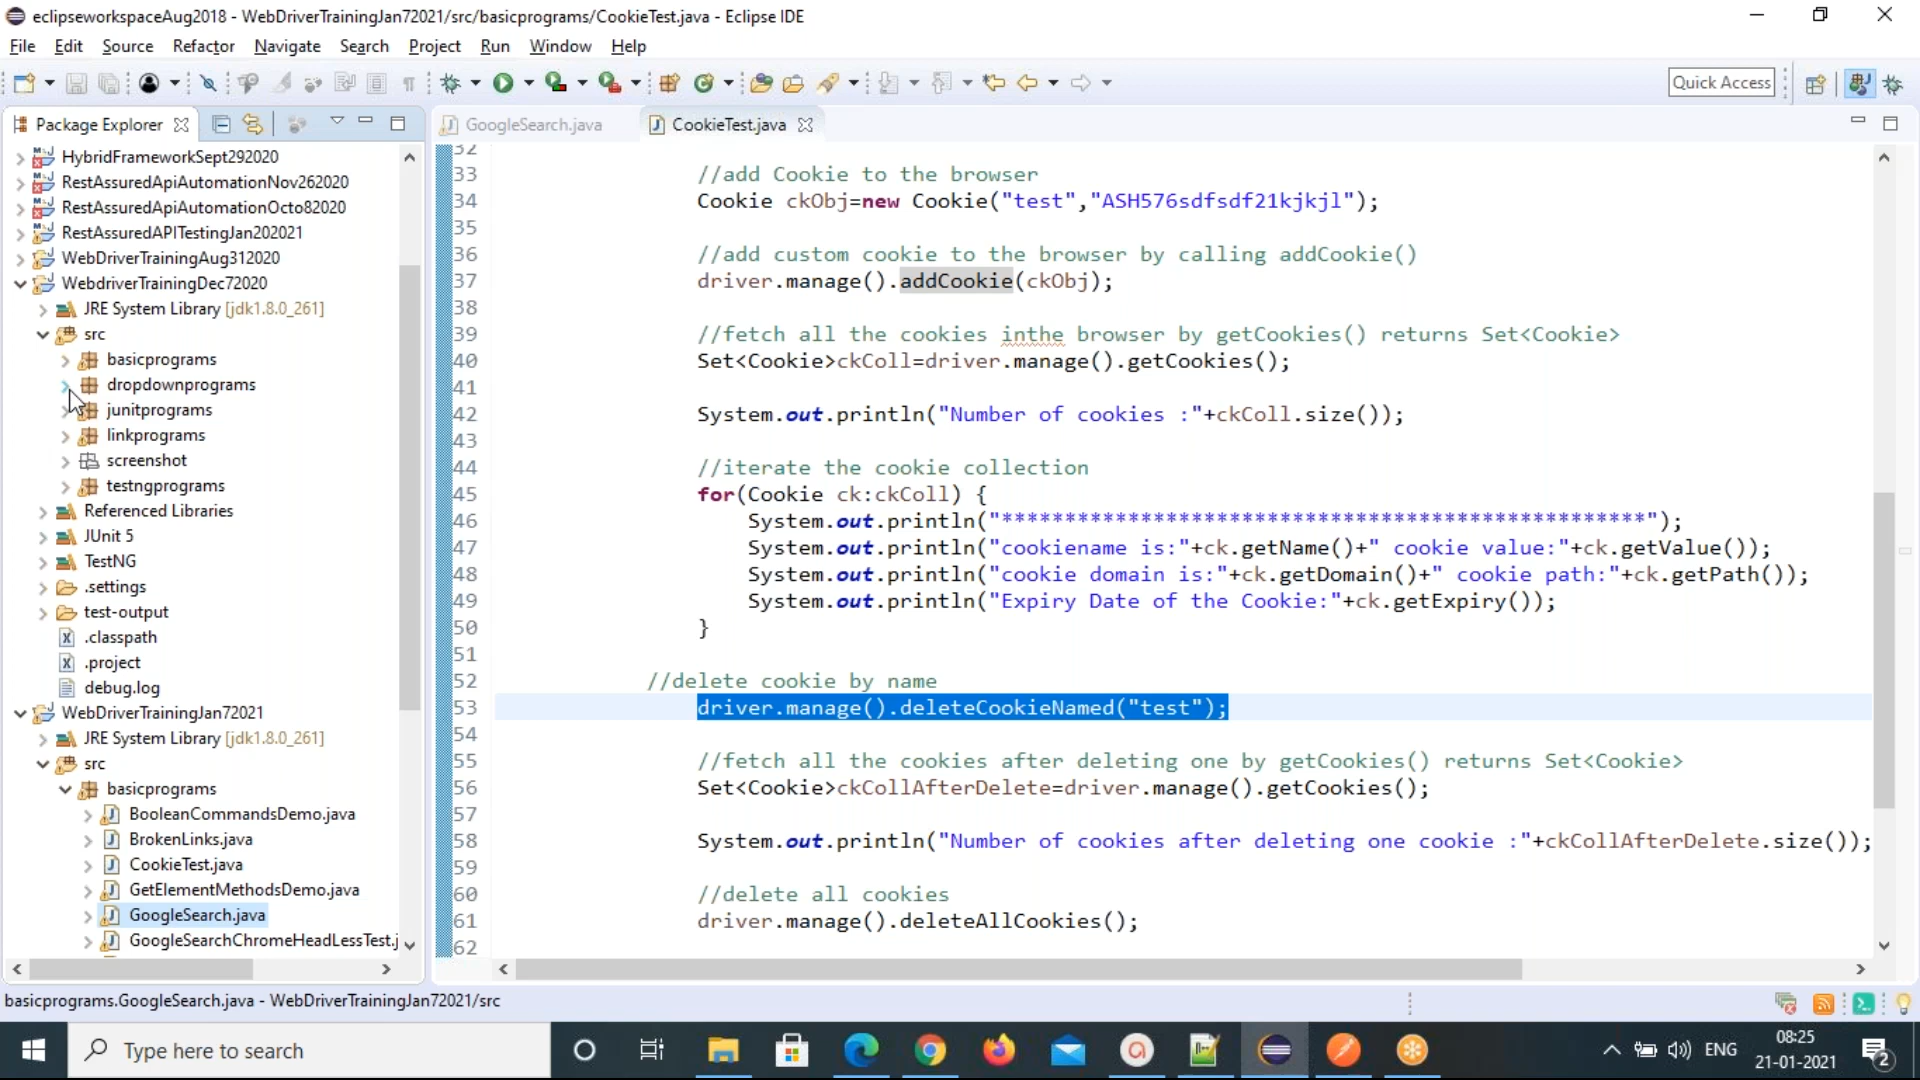 eclipseworkspaceAug2018 - WebDriverTrainingJan72021/src/basicprograms/CookieTest.java - Eclipse IDE
File Edit Source Refactor Navigate Search Project Run Window Help
Quick Access
Package Explorer
GoogleSearch.java
CookieTest.java
HybridFrameworkSept292020
RestAssuredApiAutomationNov262020
RestAssuredApiAutomationOcto82020
RestAssuredAPITestingJan202021
WebDriverTrainingAug312020
WebdriverTrainingDec72020
JRE System Library [jdk1.8.0_261]
src
basicprograms
dropdownprograms
junitprograms
linkprograms
screenshot
testngprograms
Referenced Libraries
JUnit 5
TestNG
.settings
test-output
.classpath
.project
debug.log
WebDriverTrainingJan72021
JRE System Library [jdk1.8.0_261]
src
basicprograms
BooleanCommandsDemo.java
BrokenLinks.java
CookieTest.java
GetElementMethodsDemo.java
GoogleSearch.java
GoogleSearchChromeHeadLessTest.j
32
33 //add Cookie to the browser
34 Cookie ckObj=new Cookie("test","ASH576sdfsdf21kjkjl");
35
36 //add custom cookie to the browser by calling addCookie()
37 driver.manage().addCookie(ckObj);
38
39 //fetch all the cookies inthe browser by getCookies() returns Set<Cookie>
40 Set<Cookie>ckColl=driver.manage().getCookies();
41
42 System.out.println("Number of cookies :"+ckColl.size());
43
44 //iterate the cookie collection
45 for(Cookie ck:ckColl) {
46 System.out.println("***************************************************");
47 System.out.println("cookiename is:"+ck.getName()+" cookie value:"+ck.getValue());
48 System.out.println("cookie domain is:"+ck.getDomain()+" cookie path:"+ck.getPath());
49 System.out.println("Expiry Date of the Cookie:"+ck.getExpiry());
50 }
51
52 //delete cookie by name
53 driver.manage().deleteCookieNamed("test");
54
55 //fetch all the cookies after deleting one by getCookies() returns Set<Cookie>
56 Set<Cookie>ckCollAfterDelete=driver.manage().getCookies();
57
58 System.out.println("Number of cookies after deleting one cookie :"+ckCollAfterDelete.size());
59
60 //delete all cookies
61 driver.manage().deleteAllCookies();
62
basicprograms.GoogleSearch.java - WebDriverTrainingJan72021/src
Type here to search
ENG
08:25
21-01-2021
2